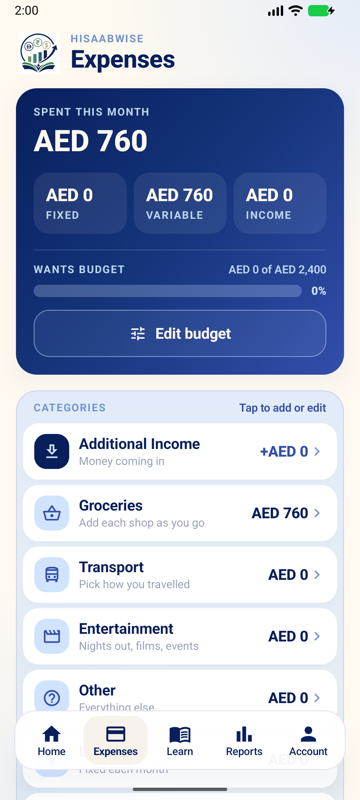 2:00
HISAABWISE
Expenses
SPENT THIS MONTH
AED 760
AED 0
FIXED
AED 760
VARIABLE
AED 0
INCOME
WANTS BUDGET
AED 0 of AED 2,400
0%
Edit budget
CATEGORIES
Tap to add or edit
Additional Income
Money coming in
+AED 0
Groceries
Add each shop as you go
AED 760
Transport
Pick how you travelled
AED 0
Entertainment
Nights out, films, events
AED 0
Other
Everything else
AED 0
Home
Expenses
Learn
Reports
Account
Fixed each month